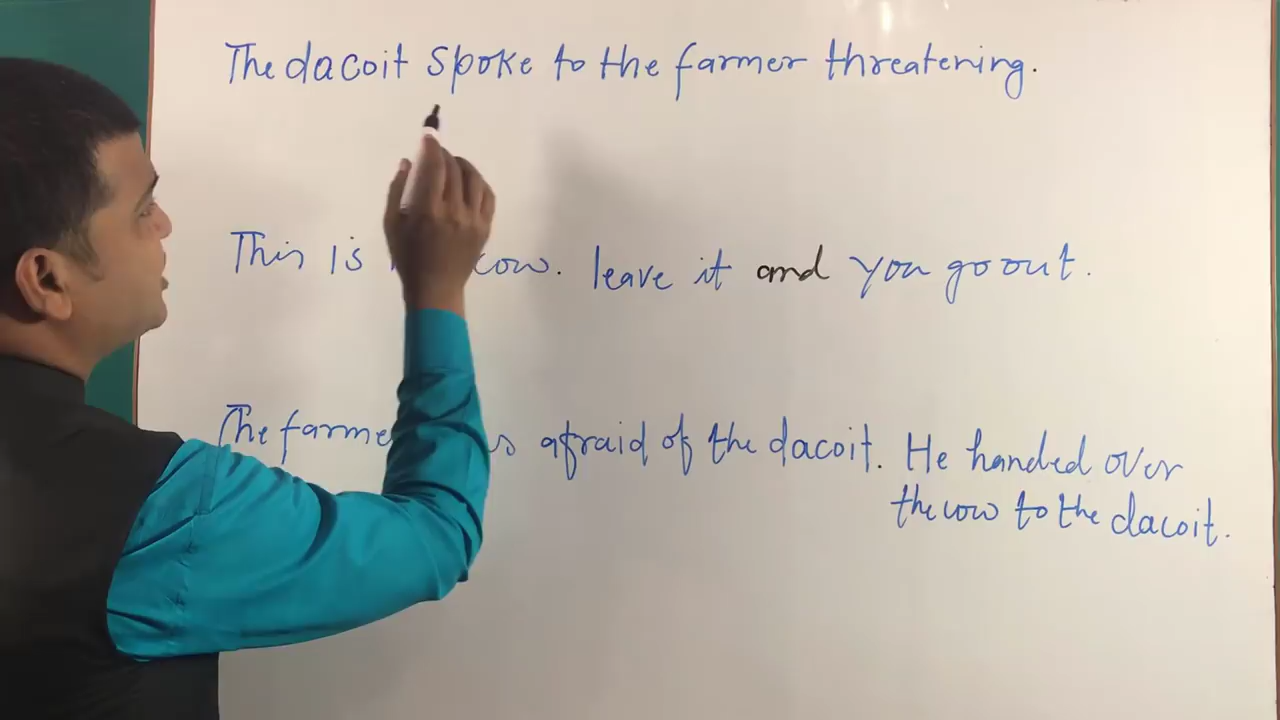 The dacoit spoke to the farmer threatening.
This is cow. leave it and you go out.
The farme afraid of the dacoit. He handed over
the cow to the dacoit.